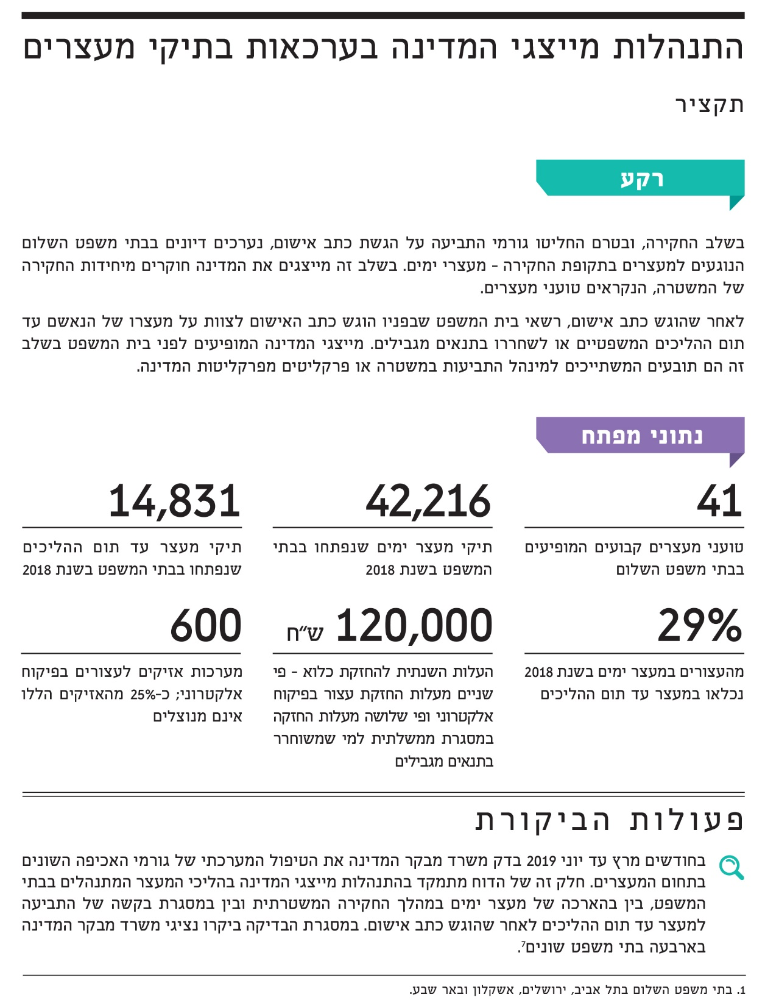 התנהלות מייצגי המדינה בערכאות בתיקי מעצרים
תקציר
רקע
בשלב החקירה, ובטרם החליטו גורמי התביעה על הגשת כתב אישום, נערכים דיונים בבתי משפט השלום
הנוגעים למעצרים בתקופת החקירה - מעצרי ימים. בשלב זה מייצגים את המדינה חוקרים מיחידות החקירה
של המשטרה, הנקראים טועני מעצרים.
לאחר שהוגש כתב אישום, רשאי בית המשפט שבפניו הוגש כתב האישום לצוות על מעצרו של הנאשם עד
תום ההליכים המשפטיים או לשחררו בתנאים מגבילים. מייצגי המדינה המופיעים לפני בית המשפט בשלב
זה הם תובעים המשתייכים למינהל התביעות במשטרה או פרקליטים מפרקליטות המדינה.
נתוני מפתח
41
טועני מעצרים קבועים המופיעים
בבתי משפט השלום
42,216
תיקי מעצר ימים שנפתחו בבתי
המשפט בשנת 2018
14,831
תיקי מעצר עד תום ההליכים
שנפתחו בבתי המשפט בשנת 2018
29%
מהעצורים במעצר ימים בשנת 2018
נכלאו במעצר עד תום ההליכים
120,000 ש"ח
העלות השנתית להחזקת כלוא - פי
שניים מעלות החזקת עצור בפיקוח
אלקטרוני ופי שלושה מעלות החזקה
במסגרת ממשלתית למי שמשוחרר
בתנאים מגבילים
600
מערכות אזיקים לעצורים בפיקוח
אלקטרוני; כ-25% מהאזיקים הללו
אינם מנוצלים
פעולות הביקורת
בחודשים מרץ עד יוני 2019 בדק משרד מבקר המדינה את הטיפול המערכתי של גורמי האכיפה השונים
בתחום המעצרים. חלק זה של הדוח מתמקד בהתנהלות מייצגי המדינה בהליכי המעצר המתנהלים בבתי
המשפט, בין בהארכה של מעצר ימים במהלך החקירה המשטרתית ובין במסגרת בקשה של התביעה
למעצר עד תום ההליכים לאחר שהוגש כתב אישום. במסגרת הבדיקה ביקרו נציגי משרד מבקר המדינה
בארבעה בתי משפט שונים⁷.
1. בתי משפט השלום בתל אביב, ירושלים, אשקלון ובאר שבע.